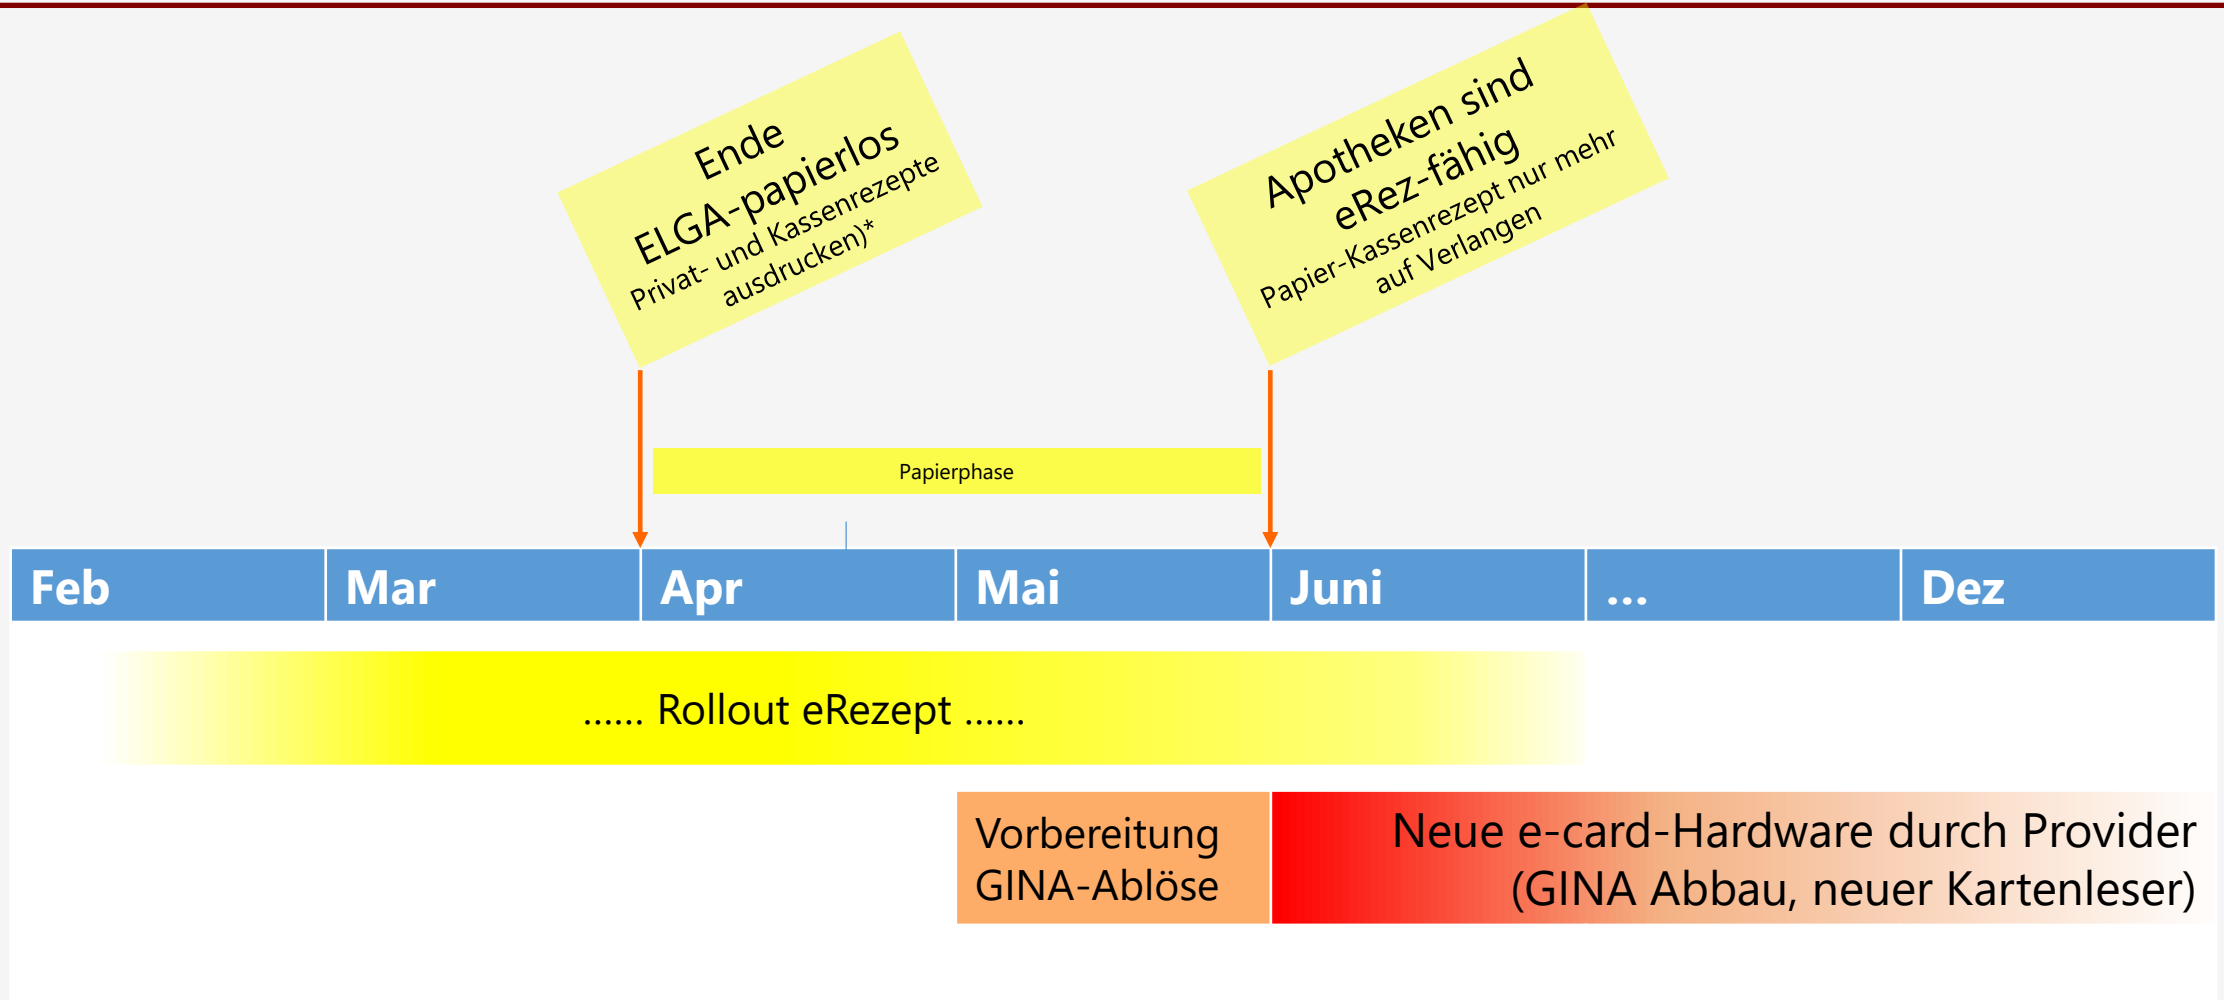 Ende
ELGA-papierlos
Privat- und Kassenrezepte
ausdrucken)*
Apotheken sind
eRez-fähig
Papier-Kassenrezept nur mehr
auf Verlangen
Papierphase
Feb
Mar
Apr
Mai
Juni
...
Dez
...... Rollout eRezept ......
Vorbereitung
GINA-Ablöse
Neue e-card-Hardware durch Provider
(GINA Abbau, neuer Kartenleser)